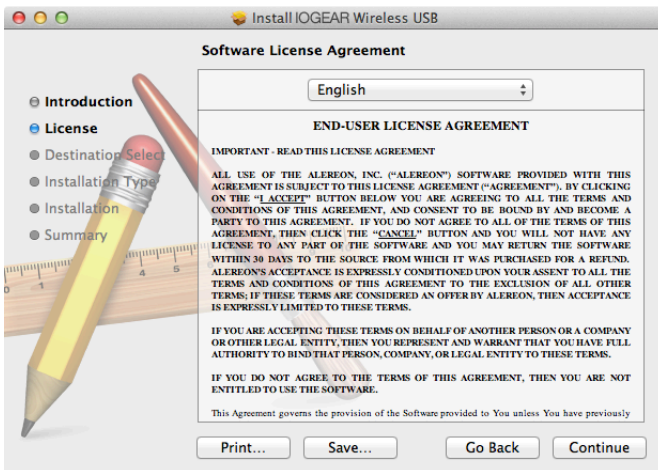 Install IOGEAR Wireless USB
Software License Agreement
Introduction
License
Destination Select
Installation Type
Installation
Summary
0 1 4 5
English
END-USER LICENSE AGREEMENT
IMPORTANT - READ THIS LICENSE AGREEMENT
ALL USE OF THE ALEREON, INC. (“ALEREON”) SOFTWARE PROVIDED WITH THIS
AGREEMENT IS SUBJECT TO THIS LICENSE AGREEMENT (“AGREEMENT”). BY CLICKING
ON THE “I ACCEPT” BUTTON BELOW YOU ARE AGREEING TO ALL THE TERMS AND
CONDITIONS OF THIS AGREEMENT, AND CONSENT TO BE BOUND BY AND BECOME A
PARTY TO THIS AGREEMENT. IF YOU DO NOT AGREE TO ALL OF THE TERMS OF THIS
AGREEMENT, THEN CLICK THE “CANCEL” BUTTON AND YOU WILL NOT HAVE ANY
LICENSE TO ANY PART OF THE SOFTWARE AND YOU MAY RETURN THE SOFTWARE
WITHIN 30 DAYS TO THE SOURCE FROM WHICH IT WAS PURCHASED FOR A REFUND.
ALEREON'S ACCEPTANCE IS EXPRESSLY CONDITIONED UPON YOUR ASSENT TO ALL THE
TERMS AND CONDITIONS OF THIS AGREEMENT TO THE EXCLUSION OF ALL OTHER
TERMS; IF THESE TERMS ARE CONSIDERED AN OFFER BY ALEREON, THEN ACCEPTANCE
IS EXPRESSLY LIMITED TO THESE TERMS.
IF YOU ARE ACCEPTING THESE TERMS ON BEHALF OF ANOTHER PERSON OR A COMPANY
OR OTHER LEGAL ENTITY, THEN YOU REPRESENT AND WARRANT THAT YOU HAVE FULL
AUTHORITY TO BIND THAT PERSON, COMPANY, OR LEGAL ENTITY TO THESE TERMS.
IF YOU DO NOT AGREE TO THE TERMS OF THIS AGREEMENT, THEN YOU ARE NOT
ENTITLED TO USE THE SOFTWARE.
This Agreement governs the provision of the Software provided to You unless You have previously
Print... Save... Go Back Continue